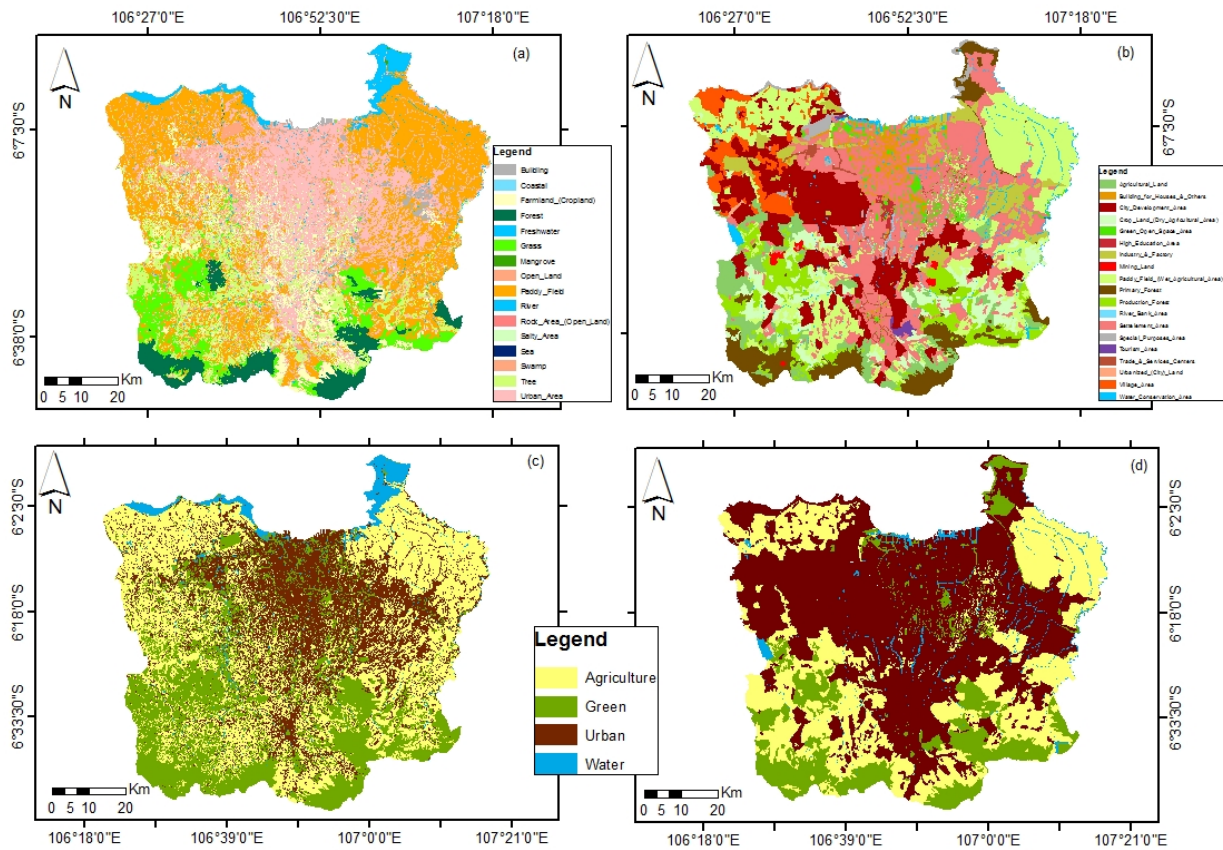 106°27'0"E 106°52'30"E 107°18'0"E
(a)
N
6°7'30"S
6°38'0"S
Legend
Building
Coastal
Farmland_(Cropland)
Forest
Freshwater
Grass
Mangrove
Open_Land
Paddy_Field
River
Rock_Area_(Open_Land)
Salty_Area
Sea
Swamp
Tree
Urban_Area
Km
0 5 10 20
106°27'0"E 106°52'30"E 107°18'0"E
(b)
N
6°7'30"S
6°38'0"S
Legend
Agricultural_Land
Building_for_Houses_&_Others
City_Development_Area
Crop_Land_(Dry_Agricultural_Area)
Green_Open_Space_Area
High_Education_Area
Industry_&_Factory
Mining_Land
Paddy_Field_(Wet_Agricultural_Area)
Primary_Forest
Production_Forest
River_Bank_Area
Settlement_Area
Special_Purposes_Area
Tourism_Area
Trade_&_Services_Centers
Urbanized_(City)_Land
Village_Area
Water_Conservation_Area
Km
0 5 10 20
(c)
N
6°2'30"S
6°18'0"S
6°33'30"S
Km
0 5 10 20
106°18'0"E 106°39'0"E 107°0'0"E 107°21'0"E
Legend
Agriculture
Green
Urban
Water
(d)
N
6°2'30"S
6°18'0"S
6°33'30"S
Km
0 5 10 20
106°18'0"E 106°39'0"E 107°0'0"E 107°21'0"E